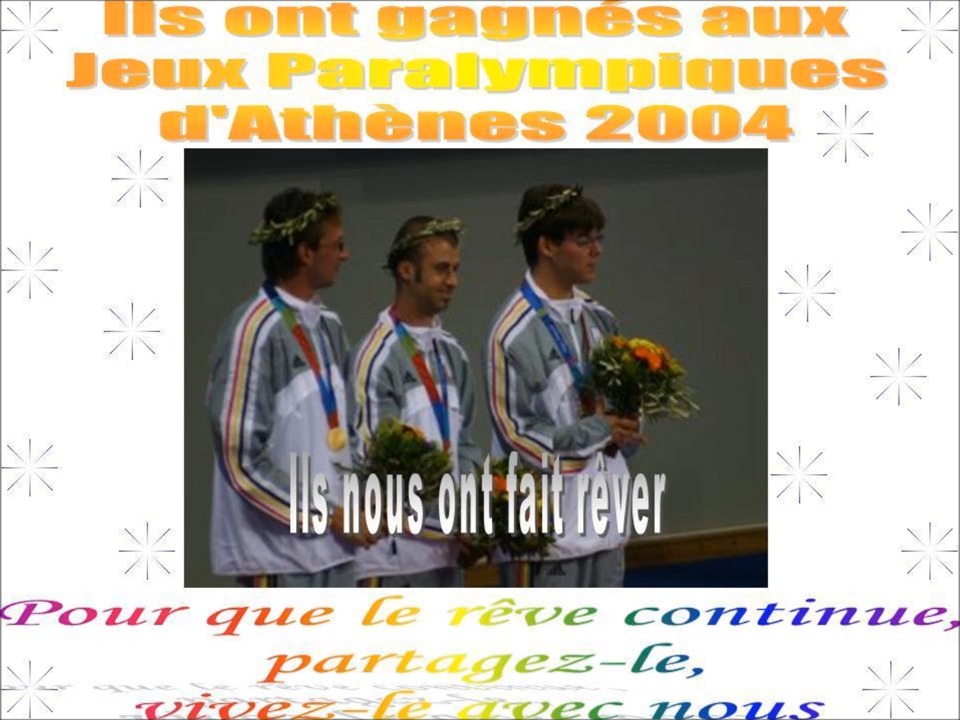 Ils ont gagnés aux
Jeux Paralympiques
d'Athènes 2004
Ils nous ont fait rêver
Pour que le rêve continue,
partagez-le,
vivez-le avec nous